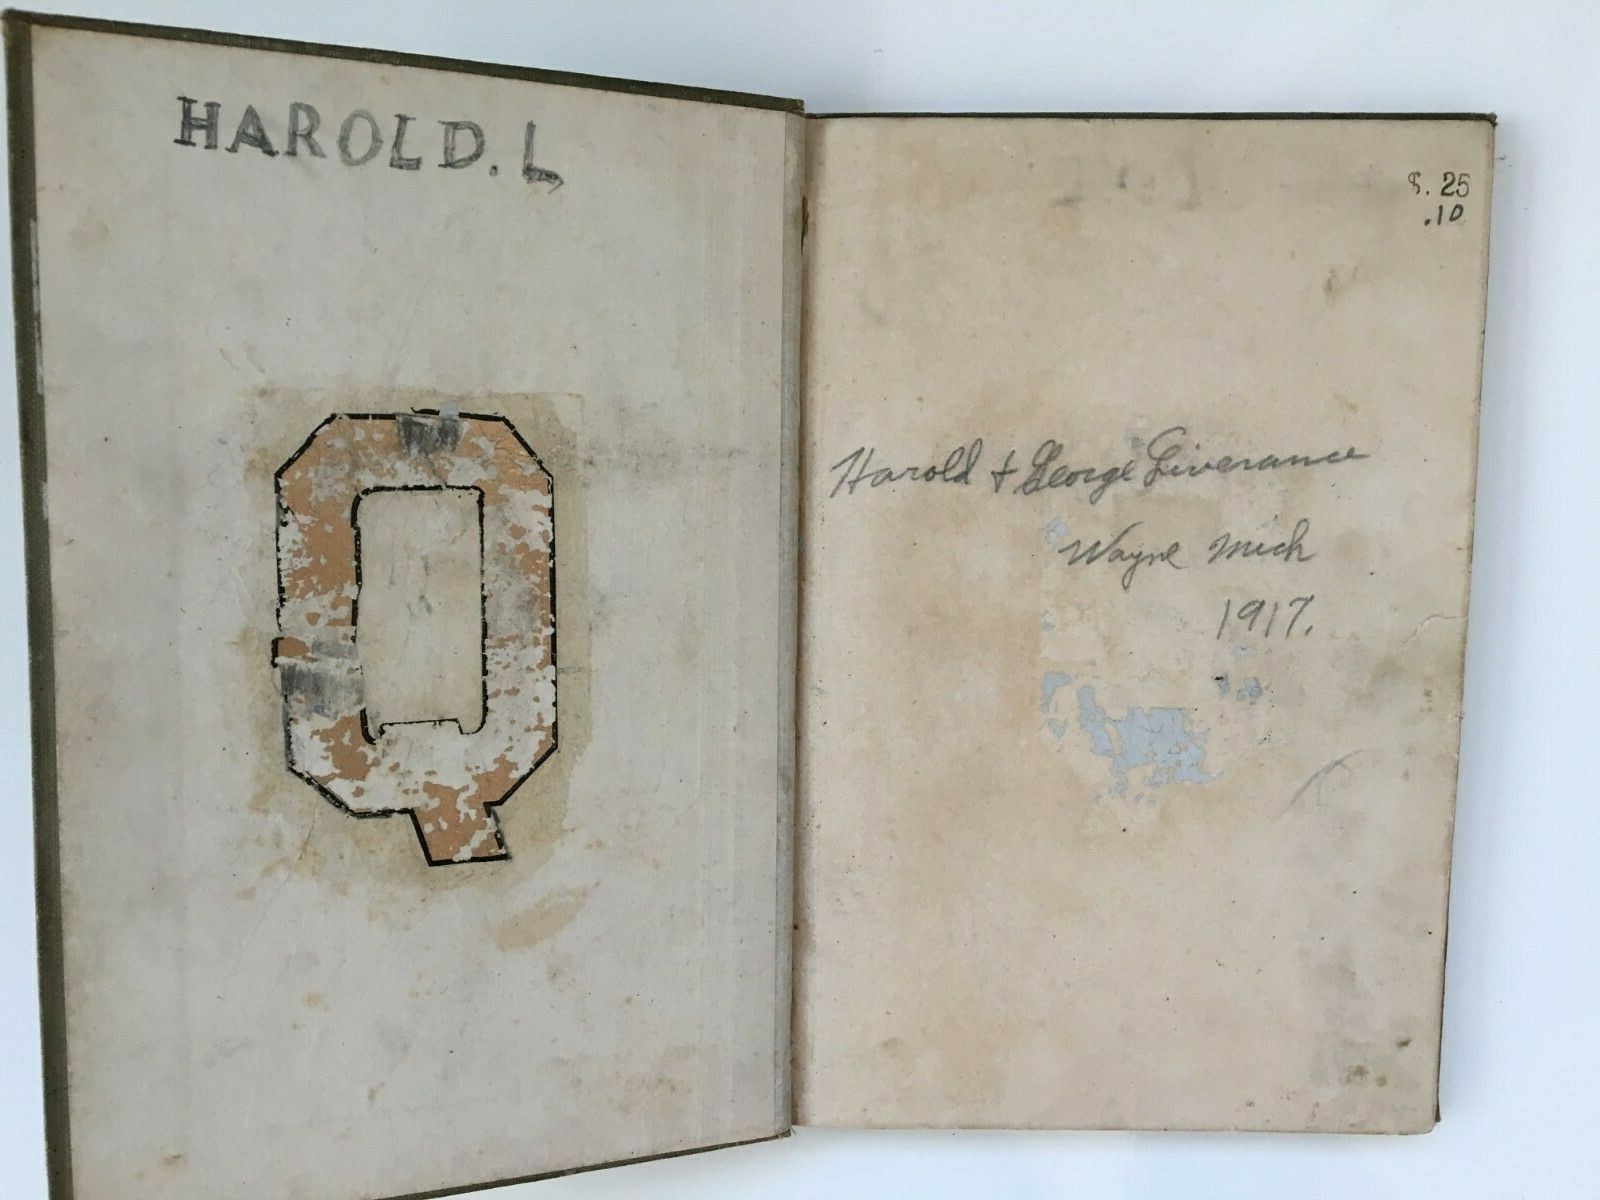 HAROLD. L
Q
$. 25
.10
Harold + George Liverance
Wayne Mich
1917.